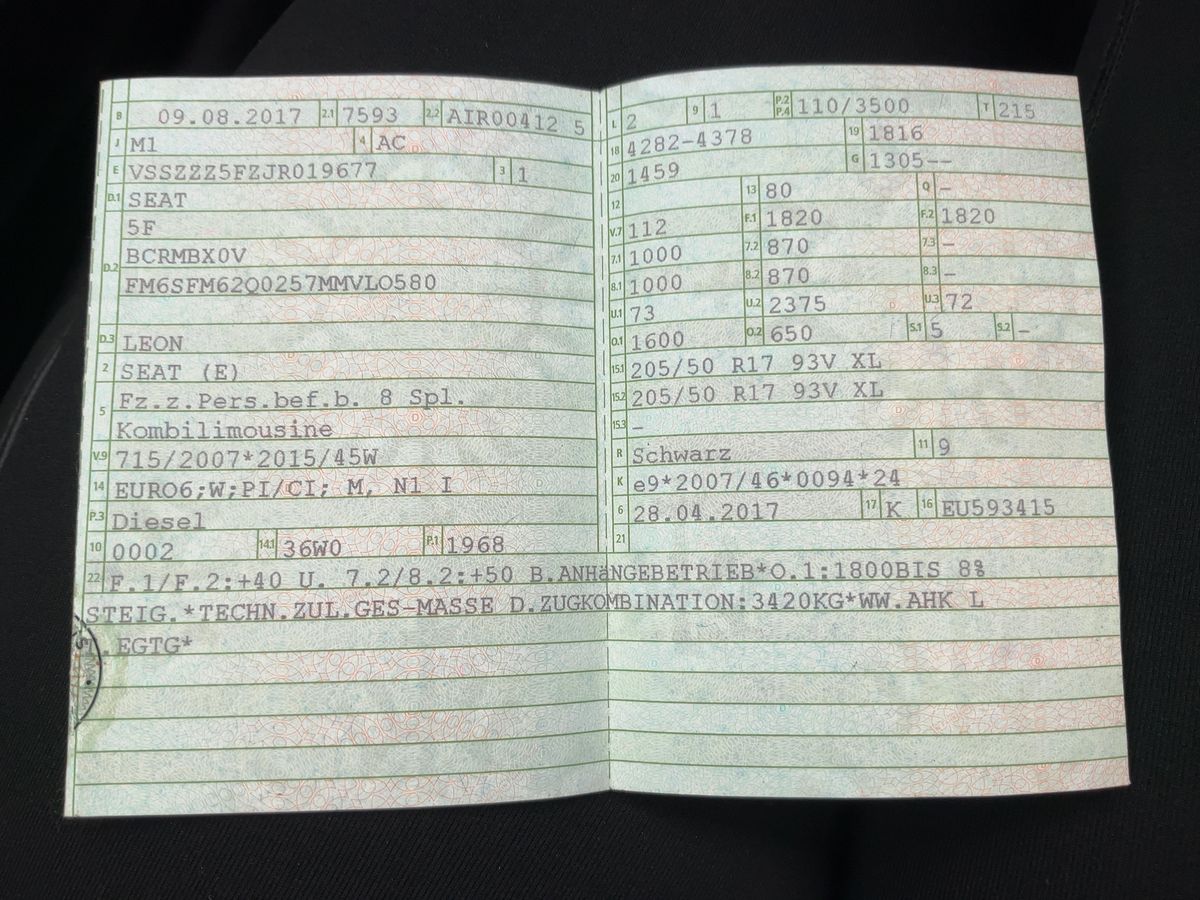 B 09.08.2017 2.1 7593 2.2 AIR00412 5
J M1 4 AC
E VSSZZZ5FZJR019677 3 1
D.1 SEAT
5F
D.2 BCRMBX0V
FM6SFM62Q0257MMVLO580
D.3 LEON
2 SEAT (E)
5 Fz.z.Pers.bef.b. 8 Spl.
Kombilimousine
V.9 715/2007*2015/45W
14 EURO6;W;PI/CI; M, N1 I
P.3 Diesel
10 0002 14.1 36W0 P.1 1968
L 2 9 1 P.2 P.4 110/3500 T 215
18 4282-4378 19 1816
20 1459 G 1305--
12 13 80 Q -
V.7 112 F.1 1820 F.2 1820
7.1 1000 7.2 870 7.3 -
8.1 1000 8.2 870 8.3 -
U.1 73 U.2 2375 U.3 72
O.1 1600 O.2 650 S.1 5 S.2 -
15.1 205/50 R17 93V XL
15.2 205/50 R17 93V XL
15.3 -
R Schwarz 11 9
K e9*2007/46*0094*24
6 28.04.2017 17 K 16 EU593415
21
22 F.1/F.2:+40 U. 7.2/8.2:+50 B.ANHäNGEBETRIEB*O.1:1800BIS 8%
STEIG.*TECHN.ZUL.GES-MASSE D.ZUGKOMBINATION:3420KG*WW.AHK L
.EGTG*